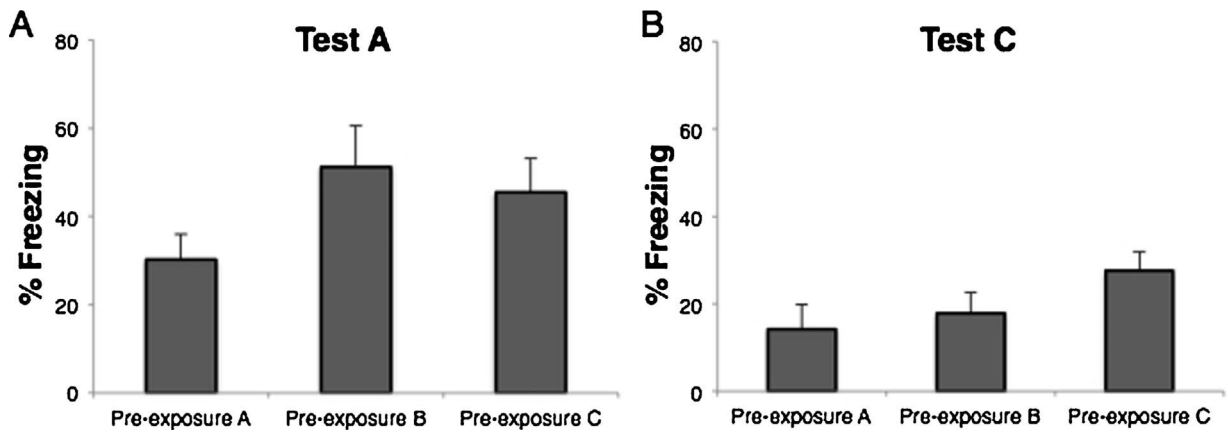 A
Test A
% Freezing
80
60
40
20
0
Pre-exposure A
Pre-exposure B
Pre-exposure C
B
Test C
% Freezing
80
60
40
20
0
Pre-exposure A
Pre-exposure B
Pre-exposure C